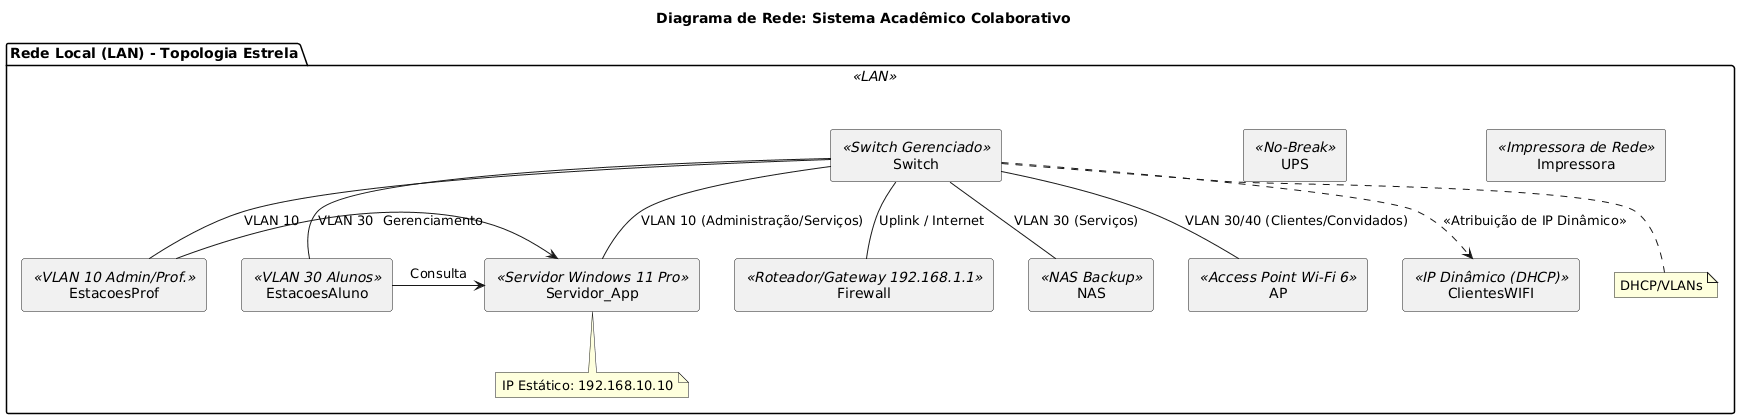 Diagrama de Rede: Sistema Acadêmico Colaborativo
Rede Local (LAN) - Topologia Estrela
«LAN»
«Switch Gerenciado»
Switch
«No-Break»
UPS
«Impressora de Rede»
Impressora
VLAN 10
VLAN 30
Gerenciamento
VLAN 10 (Administração/Serviços)
Uplink / Internet
VLAN 30 (Serviços)
VLAN 30/40 (Clientes/Convidados)
«Atribuição de IP Dinâmico»
«VLAN 10 Admin/Prof.»
EstacoesProf
«VLAN 30 Alunos»
EstacoesAluno
Consulta
«Servidor Windows 11 Pro»
Servidor_App
«Roteador/Gateway 192.168.1.1»
Firewall
«NAS Backup»
NAS
«Access Point Wi-Fi 6»
AP
«IP Dinâmico (DHCP)»
ClientesWIFI
DHCP/VLANs
IP Estático: 192.168.10.10